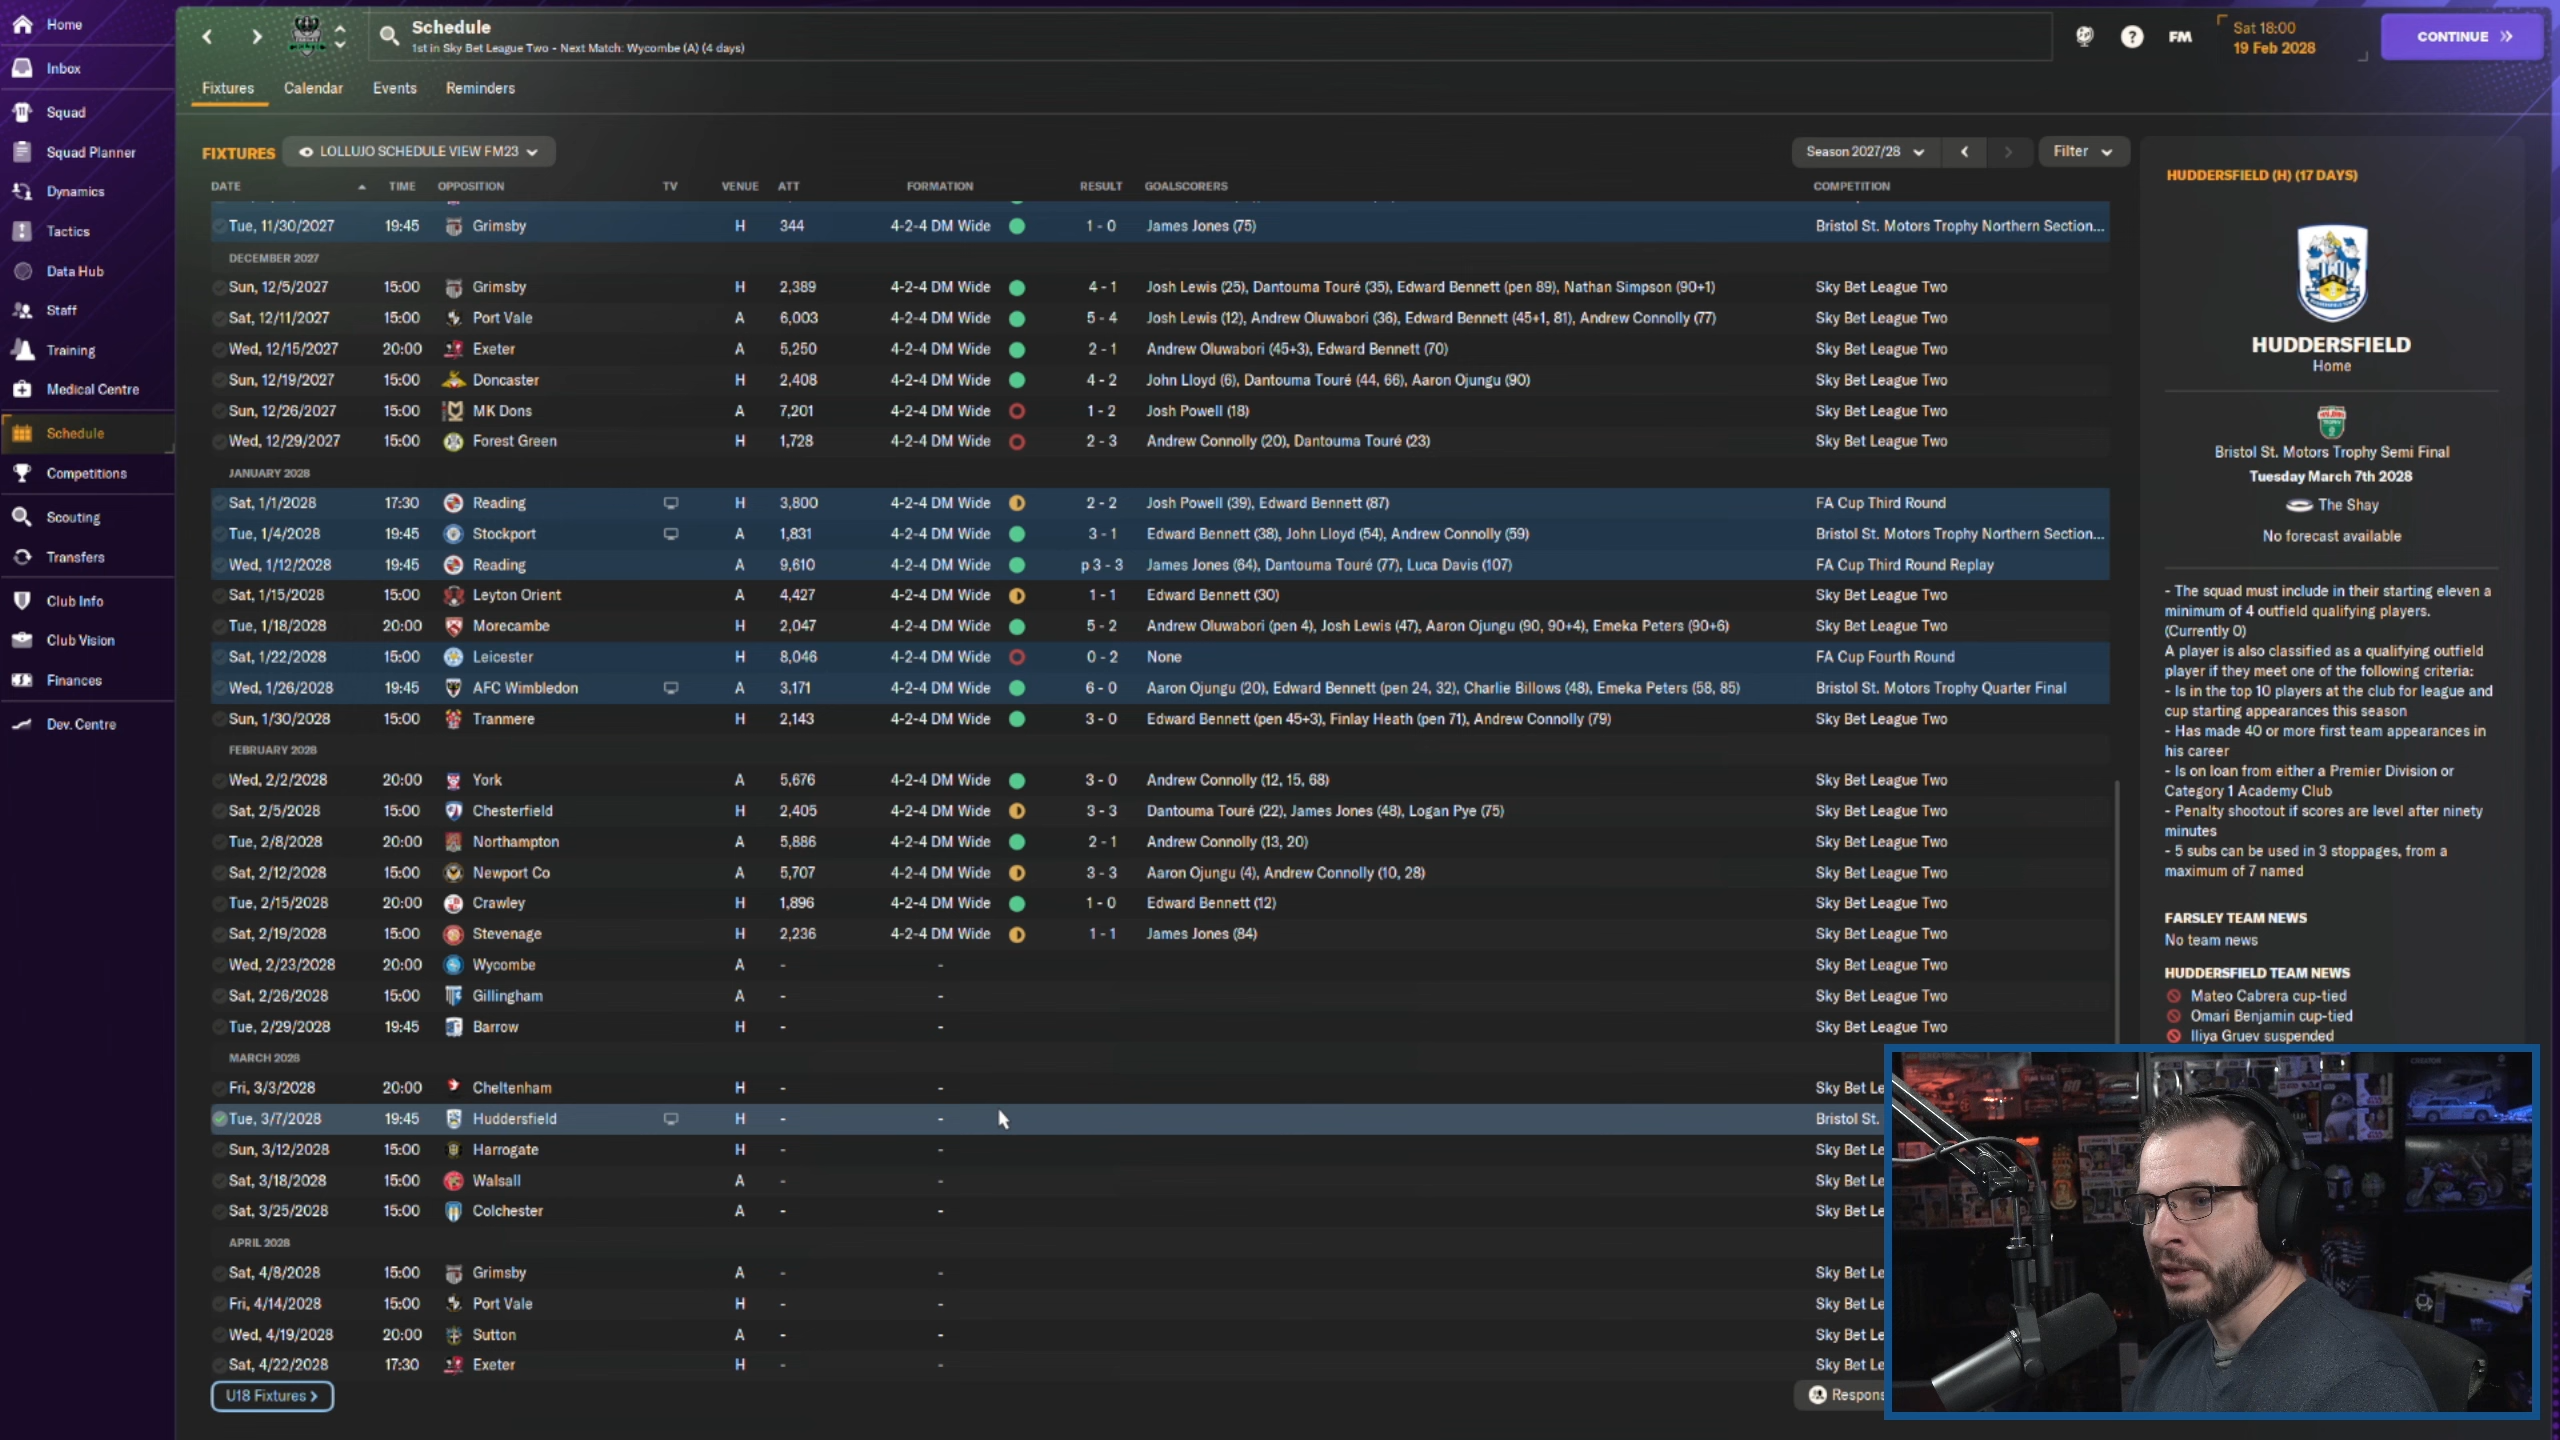 Home
Inbox
Squad
Squad Planner
Dynamics
Tactics
Data Hub
Staff
Training
Medical Centre
Schedule
Competitions
Scouting
Transfers
Club Info
Club Vision
Finances
Dev. Centre
Schedule
1st in Sky Bet League Two - Next Match: Wycombe (A) (4 days)
FM
Sat 18:00
19 Feb 2028
CONTINUE
Fixtures Calendar Events Reminders
FIXTURES LOLLUJO SCHEDULE VIEW FM23
Season 2027/28 Filter
DATE TIME OPPOSITION TV VENUE ATT FORMATION RESULT GOALSCORERS COMPETITION
Tue, 11/30/2027 19:45 Grimsby H 344 4-2-4 DM Wide 1 - 0 James Jones (75) Bristol St. Motors Trophy Northern Section...
DECEMBER 2027
Sun, 12/5/2027 15:00 Grimsby H 2,389 4-2-4 DM Wide 4 - 1 Josh Lewis (25), Dantouma Touré (35), Edward Bennett (pen 89), Nathan Simpson (90+1) Sky Bet League Two
Sat, 12/11/2027 15:00 Port Vale A 6,003 4-2-4 DM Wide 5 - 4 Josh Lewis (12), Andrew Oluwabori (36), Edward Bennett (45+1, 81), Andrew Connolly (77) Sky Bet League Two
Wed, 12/15/2027 20:00 Exeter A 5,250 4-2-4 DM Wide 2 - 1 Andrew Oluwabori (45+3), Edward Bennett (70) Sky Bet League Two
Sun, 12/19/2027 15:00 Doncaster H 2,408 4-2-4 DM Wide 4 - 2 John Lloyd (6), Dantouma Touré (44, 66), Aaron Ojungu (90) Sky Bet League Two
Sun, 12/26/2027 15:00 MK Dons A 7,201 4-2-4 DM Wide 1 - 2 Josh Powell (18) Sky Bet League Two
Wed, 12/29/2027 15:00 Forest Green H 1,728 4-2-4 DM Wide 2 - 3 Andrew Connolly (20), Dantouma Touré (23) Sky Bet League Two
JANUARY 2028
Sat, 1/1/2028 17:30 Reading H 3,800 4-2-4 DM Wide 2 - 2 Josh Powell (39), Edward Bennett (87) FA Cup Third Round
Tue, 1/4/2028 19:45 Stockport A 1,831 4-2-4 DM Wide 3 - 1 Edward Bennett (38), John Lloyd (54), Andrew Connolly (59) Bristol St. Motors Trophy Northern Section...
Wed, 1/12/2028 19:45 Reading A 9,610 4-2-4 DM Wide p 3 - 3 James Jones (64), Dantouma Touré (77), Luca Davis (107) FA Cup Third Round Replay
Sat, 1/15/2028 15:00 Leyton Orient A 4,427 4-2-4 DM Wide 1 - 1 Edward Bennett (30) Sky Bet League Two
Tue, 1/18/2028 20:00 Morecambe H 2,047 4-2-4 DM Wide 5 - 2 Andrew Oluwabori (pen 4), Josh Lewis (47), Aaron Ojungu (90, 90+4), Emeka Peters (90+6) Sky Bet League Two
Sat, 1/22/2028 15:00 Leicester H 8,046 4-2-4 DM Wide 0 - 2 None FA Cup Fourth Round
Wed, 1/26/2028 19:45 AFC Wimbledon A 3,171 4-2-4 DM Wide 6 - 0 Aaron Ojungu (20), Edward Bennett (pen 24, 32), Charlie Billows (48), Emeka Peters (58, 85) Bristol St. Motors Trophy Quarter Final
Sun, 1/30/2028 15:00 Tranmere H 2,143 4-2-4 DM Wide 3 - 0 Edward Bennett (pen 45+3), Finlay Heath (pen 71), Andrew Connolly (79) Sky Bet League Two
FEBRUARY 2028
Wed, 2/2/2028 20:00 York A 5,676 4-2-4 DM Wide 3 - 0 Andrew Connolly (12, 15, 68) Sky Bet League Two
Sat, 2/5/2028 15:00 Chesterfield H 2,405 4-2-4 DM Wide 3 - 3 Dantouma Touré (22), James Jones (48), Logan Pye (75) Sky Bet League Two
Tue, 2/8/2028 20:00 Northampton A 5,886 4-2-4 DM Wide 2 - 1 Andrew Connolly (13, 20) Sky Bet League Two
Sat, 2/12/2028 15:00 Newport Co A 5,707 4-2-4 DM Wide 3 - 3 Aaron Ojungu (4), Andrew Connolly (10, 28) Sky Bet League Two
Tue, 2/15/2028 20:00 Crawley H 1,896 4-2-4 DM Wide 1 - 0 Edward Bennett (12) Sky Bet League Two
Sat, 2/19/2028 15:00 Stevenage H 2,236 4-2-4 DM Wide 1 - 1 James Jones (84) Sky Bet League Two
Wed, 2/23/2028 20:00 Wycombe A - - Sky Bet League Two
Sat, 2/26/2028 15:00 Gillingham A - - Sky Bet League Two
Tue, 2/29/2028 19:45 Barrow H - - Sky Bet League Two
MARCH 2028
Fri, 3/3/2028 20:00 Cheltenham H - - Sky Bet Le
Tue, 3/7/2028 19:45 Huddersfield H - - Bristol St.
Sun, 3/12/2028 15:00 Harrogate H - - Sky Bet Le
Sat, 3/18/2028 15:00 Walsall A - - Sky Bet Le
Sat, 3/25/2028 15:00 Colchester A - - Sky Bet Le
APRIL 2028
Sat, 4/8/2028 15:00 Grimsby A - - Sky Bet Le
Fri, 4/14/2028 15:00 Port Vale H - - Sky Bet Le
Wed, 4/19/2028 20:00 Sutton A - - Sky Bet Le
Sat, 4/22/2028 17:30 Exeter H - - Sky Bet Le
U18 Fixtures
Respons
HUDDERSFIELD (H) (17 DAYS)
HUDDERSFIELD
Home
Bristol St. Motors Trophy Semi Final
Tuesday March 7th 2028
The Shay
No forecast available
- The squad must include in their starting eleven a
minimum of 4 outfield qualifying players.
(Currently 0)
A player is also classified as a qualifying outfield
player if they meet one of the following criteria:
- Is in the top 10 players at the club for league and
cup starting appearances this season
- Has made 40 or more first team appearances in
his career
- Is on loan from either a Premier Division or
Category 1 Academy Club
- Penalty shootout if scores are level after ninety
minutes
- 5 subs can be used in 3 stoppages, from a
maximum of 7 named
FARSLEY TEAM NEWS
No team news
HUDDERSFIELD TEAM NEWS
Mateo Cabrera cup-tied
Omari Benjamin cup-tied
Iliya Gruev suspended